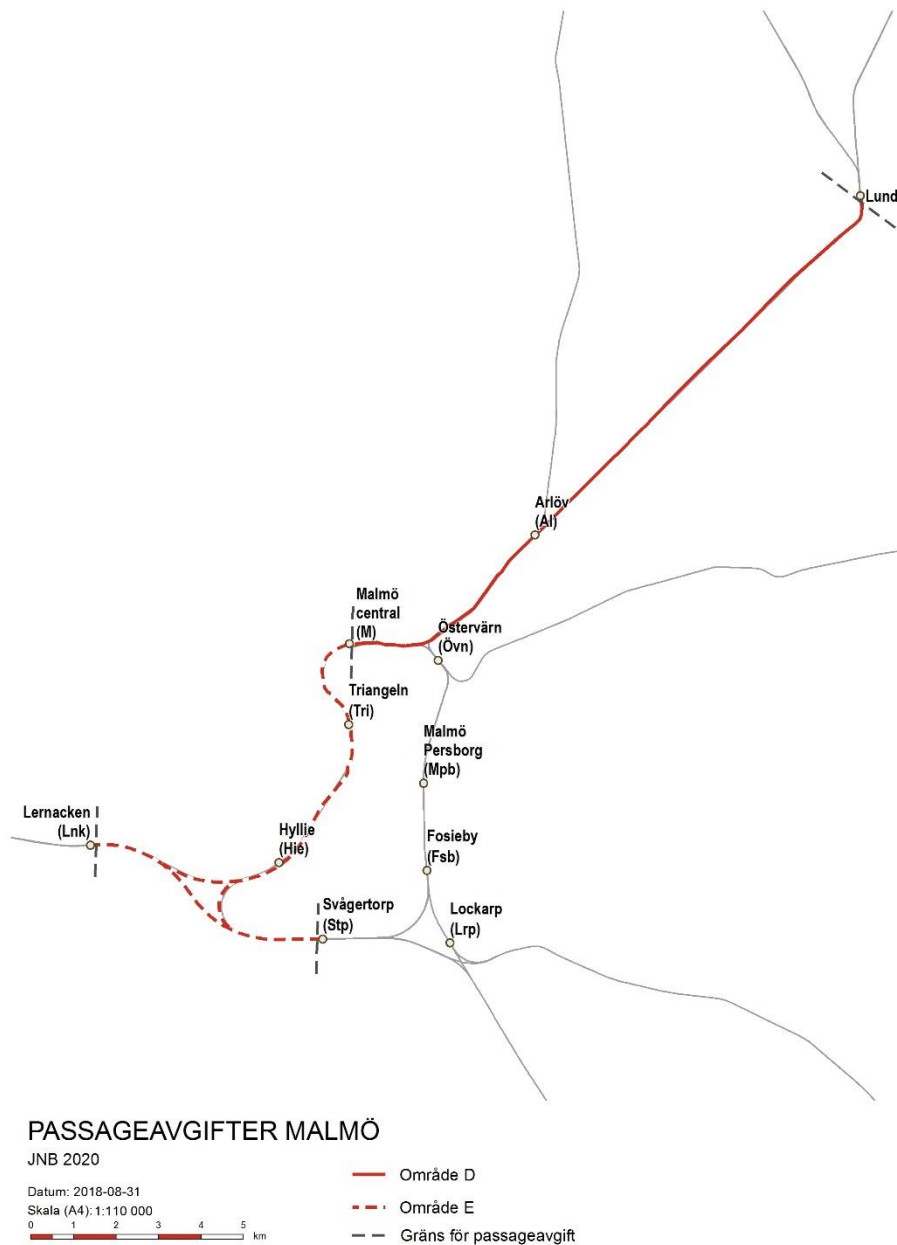 Lund
Arlöv
(Al)
Malmö
central
(M)
Östervärn
(Övn)
Triangeln
(Tri)
Malmö
Persborg
(Mpb)
Lernacken
(Lnk)
Hyllie
(Hie)
Fosieby
(Fsb)
Svågertorp
(Stp)
Lockarp
(Lrp)
PASSAGEAVGIFTER MALMÖ
JNB 2020
Datum: 2018-08-31
Skala (A4): 1:110 000
0 1 2 3 4 5 km
Område D
Område E
Gräns för passageavgift